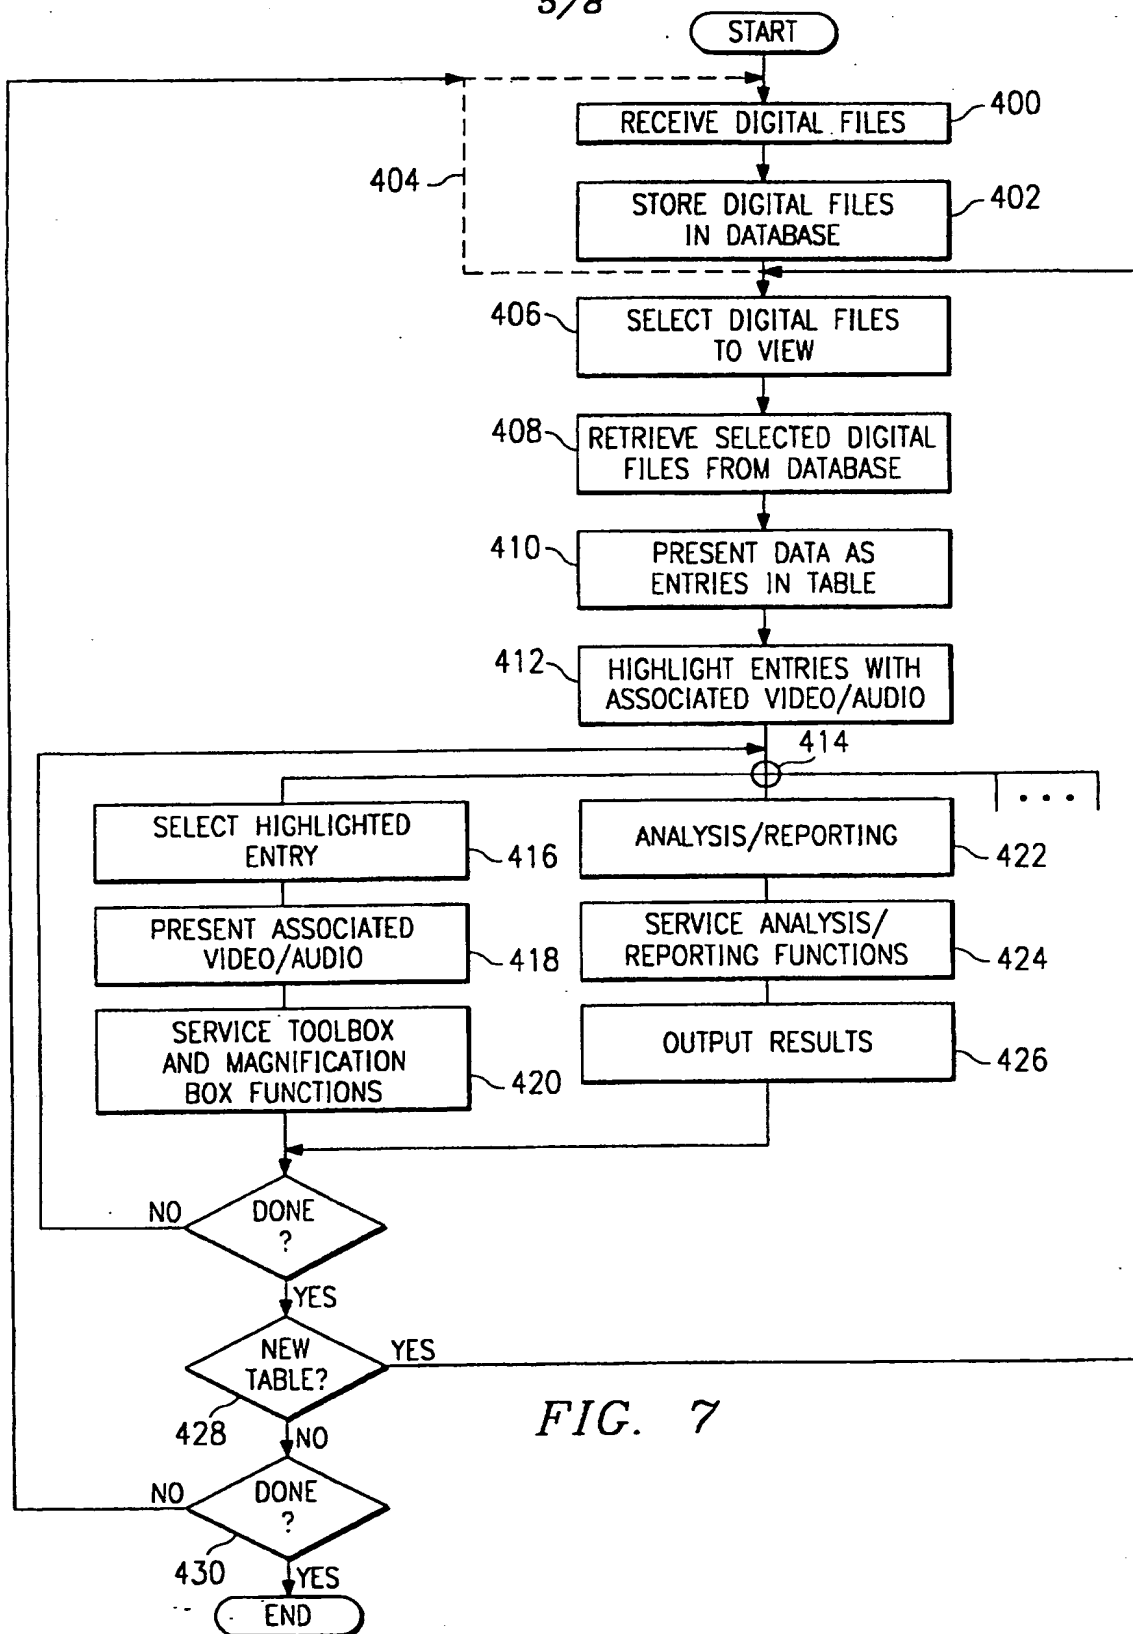 5/8
START
RECEIVE DIGITAL FILES
400
STORE DIGITAL FILES
IN DATABASE
402
404
SELECT DIGITAL FILES
TO VIEW
406
RETRIEVE SELECTED DIGITAL
FILES FROM DATABASE
408
PRESENT DATA AS
ENTRIES IN TABLE
410
HIGHLIGHT ENTRIES WITH
ASSOCIATED VIDEO/AUDIO
412
414
...
SELECT HIGHLIGHTED
ENTRY
416
PRESENT ASSOCIATED
VIDEO/AUDIO
418
SERVICE TOOLBOX
AND MAGNIFICATION
BOX FUNCTIONS
420
ANALYSIS/REPORTING
422
SERVICE ANALYSIS/
REPORTING FUNCTIONS
424
OUTPUT RESULTS
426
DONE
?
NO
YES
NEW
TABLE?
YES
428
NO
DONE
?
NO
430
YES
END
FIG. 7